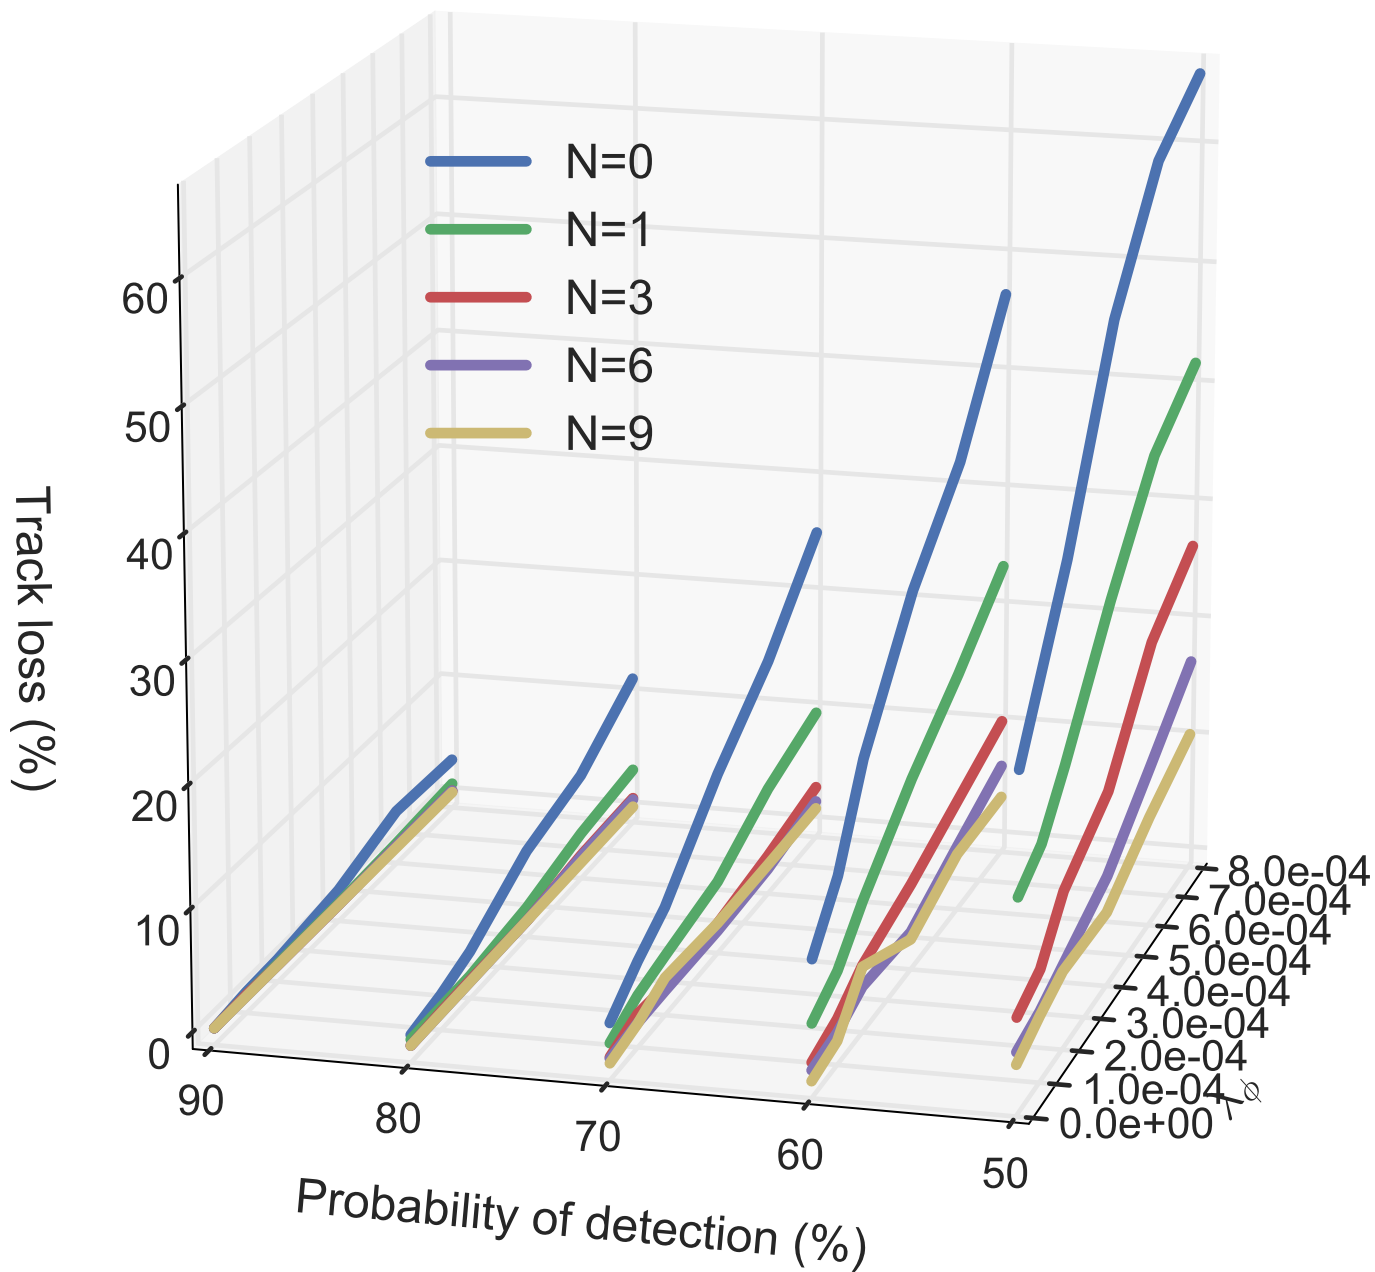 N=0
N=1
N=3
N=6
N=9
60
50
40
30
20
10
0
Track loss (%)
90
80
70
60
50
Probability of detection (%)
8.0e-04
7.0e-04
6.0e-04
5.0e-04
4.0e-04
3.0e-04
2.0e-04
1.0e-04
0.0e+00
λ𝜙